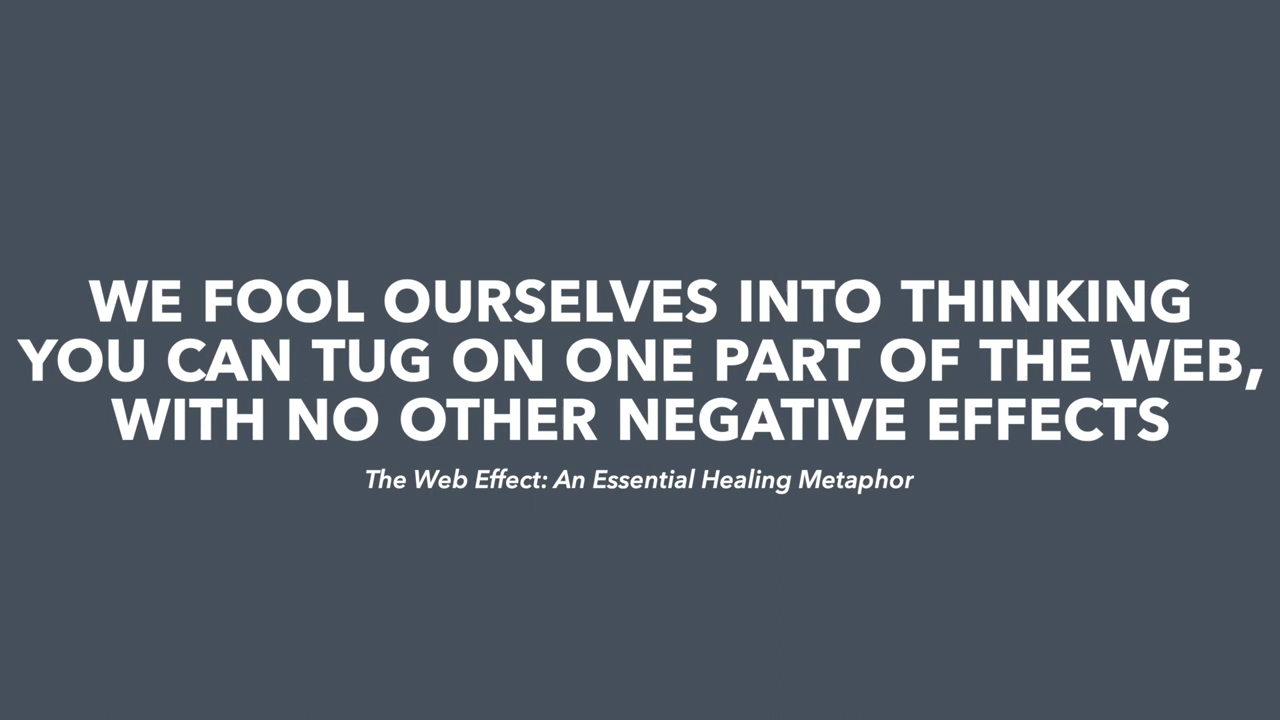 WE FOOL OURSELVES INTO THINKING
YOU CAN TUG ON ONE PART OF THE WEB,
WITH NO OTHER NEGATIVE EFFECTS
The Web Effect: An Essential Healing Metaphor